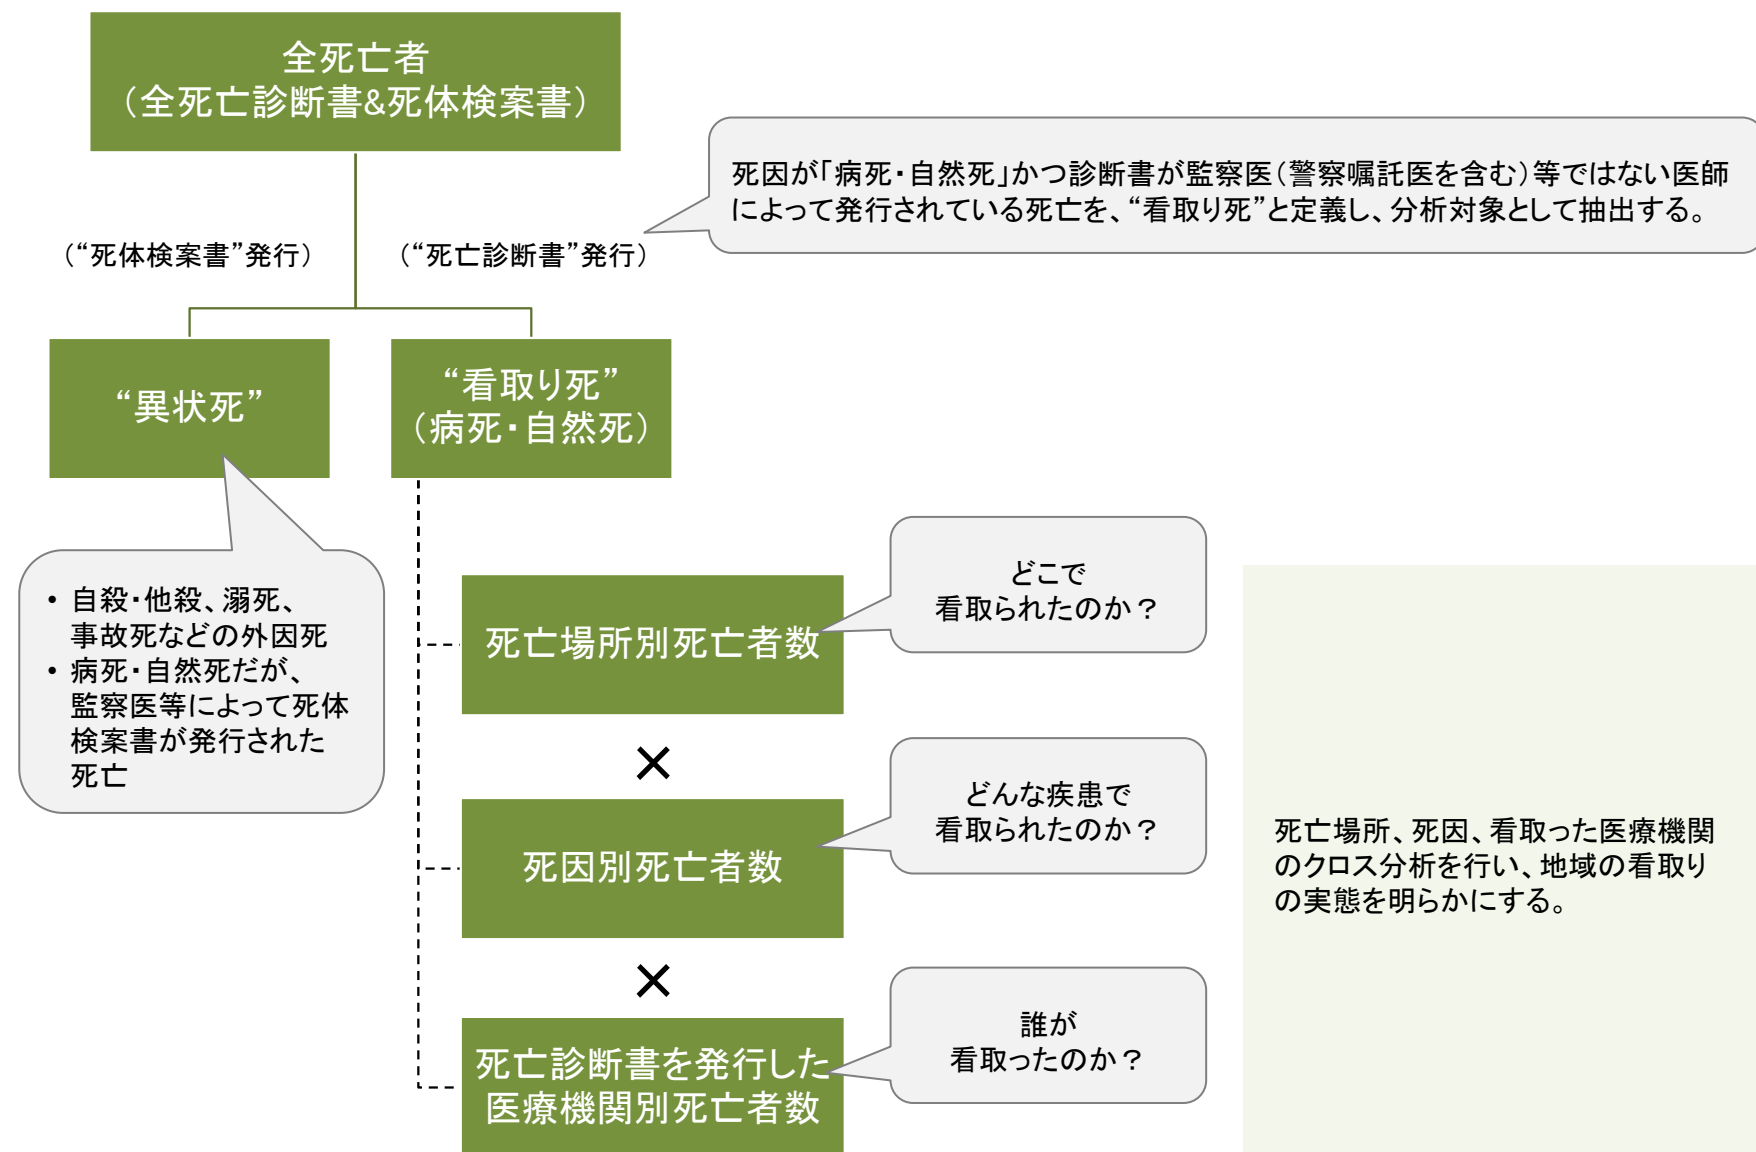 全死亡者
（全死亡診断書&死体検案書）
死因が「病死・自然死」かつ診断書が監察医（警察嘱託医を含む）等ではない医師
によって発行されている死亡を、“看取り死”と定義し、分析対象として抽出する。
（“死体検案書”発行）
（“死亡診断書”発行）
“異状死”
“看取り死”
（病死・自然死）
• 自殺・他殺、溺死、
事故死などの外因死
• 病死・自然死だが、
監察医等によって死体
検案書が発行された
死亡
どこで
看取られたのか？
死亡場所別死亡者数
×
どんな疾患で
看取られたのか？
死因別死亡者数
×
誰が
看取ったのか？
死亡診断書を発行した
医療機関別死亡者数
死亡場所、死因、看取った医療機関
のクロス分析を行い、地域の看取り
の実態を明らかにする。